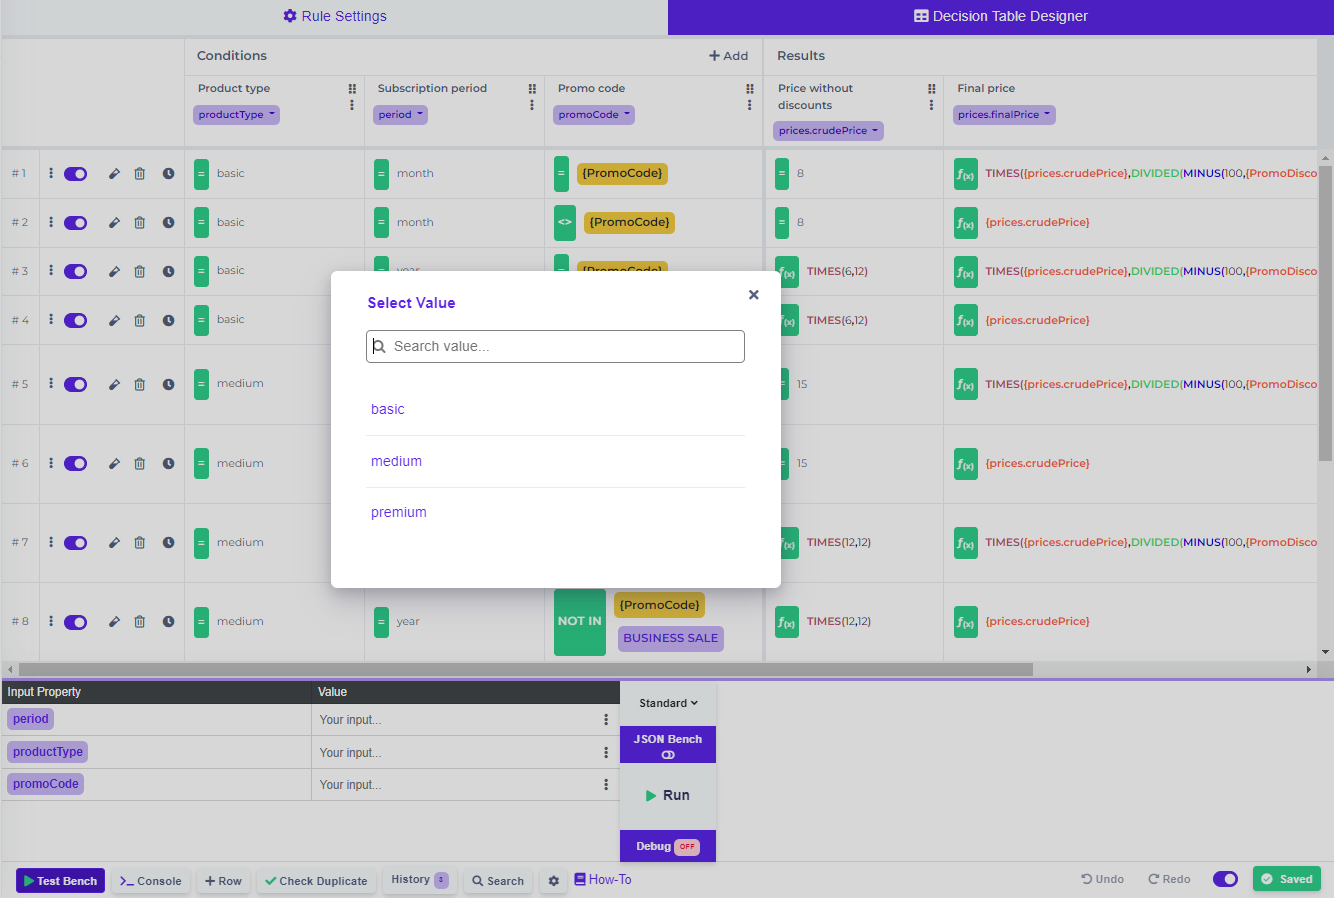 Rule Settings
Decision Table Designer
Conditions
Add
Results
Product type
productType
Subscription period
period
Promo code
promoCode
Price without
discounts
prices.crudePrice
Final price
prices.finalPrice
# 1
=
basic
=
month
=
{PromoCode}
=
8
f(x)
TIMES({prices.crudePrice},DIVIDED(MINUS(100,{PromoDisco
# 2
=
basic
=
month
<>
{PromoCode}
=
8
f(x)
{prices.crudePrice}
# 3
=
basic
=
year
=
{PromoCode}
f(x)
TIMES(6,12)
f(x)
TIMES({prices.crudePrice},DIVIDED(MINUS(100,{PromoDisco
# 4
=
basic
f(x)
TIMES(6,12)
f(x)
{prices.crudePrice}
# 5
=
medium
=
15
f(x)
TIMES({prices.crudePrice},DIVIDED(MINUS(100,{PromoDisco
# 6
=
medium
=
15
f(x)
{prices.crudePrice}
# 7
=
medium
f(x)
TIMES(12,12)
f(x)
TIMES({prices.crudePrice},DIVIDED(MINUS(100,{PromoDisco
# 8
=
medium
=
year
NOT IN
{PromoCode}
BUSINESS SALE
f(x)
TIMES(12,12)
f(x)
{prices.crudePrice}
Select Value
Search value...
basic
medium
premium
Input Property
Value
period
Your input...
productType
Your input...
promoCode
Your input...
Standard
JSON Bench
Run
Debug OFF
Test Bench
Console
Row
Check Duplicate
History
Search
How-To
Undo
Redo
Saved